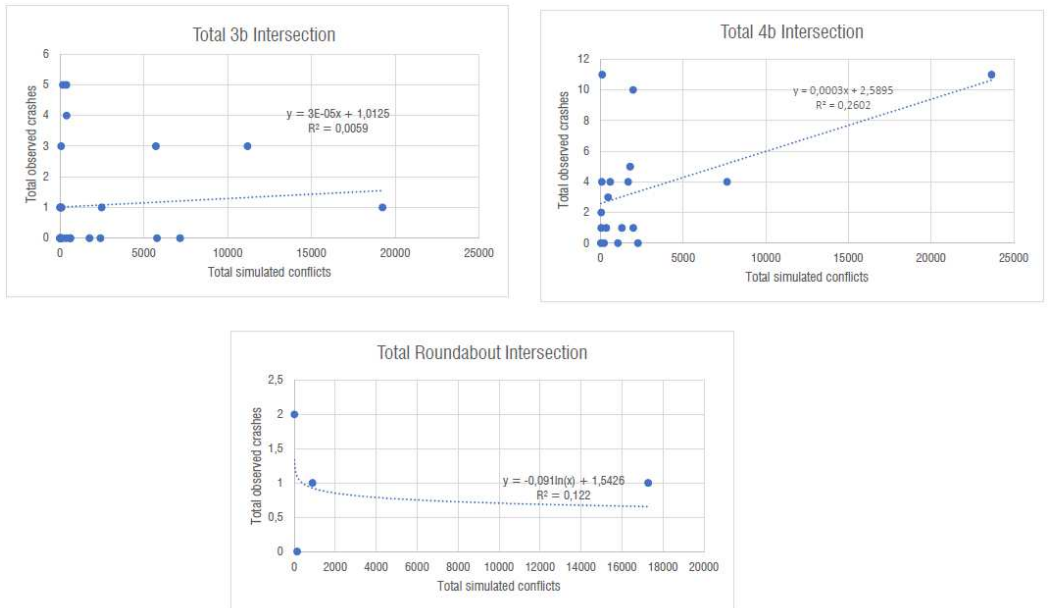 Total 3b Intersection
Total observed crashes
6
5
4
3
2
1
0
y = 3E-05x + 1,0125
R² = 0,0059
0 5000 10000 15000 20000 25000
Total simulated conflicts
Total 4b Intersection
Total observed crashes
12
10
8
6
4
2
0
y = 0,0003x + 2,5895
R² = 0,2602
0 5000 10000 15000 20000 25000
Total simulated conflicts
Total Roundabout Intersection
Total observed crashes
2,5
2
1,5
1
0,5
0
y = -0,091ln(x) + 1,5426
R² = 0,122
0 2000 4000 6000 8000 10000 12000 14000 16000 18000 20000
Total simulated conflicts